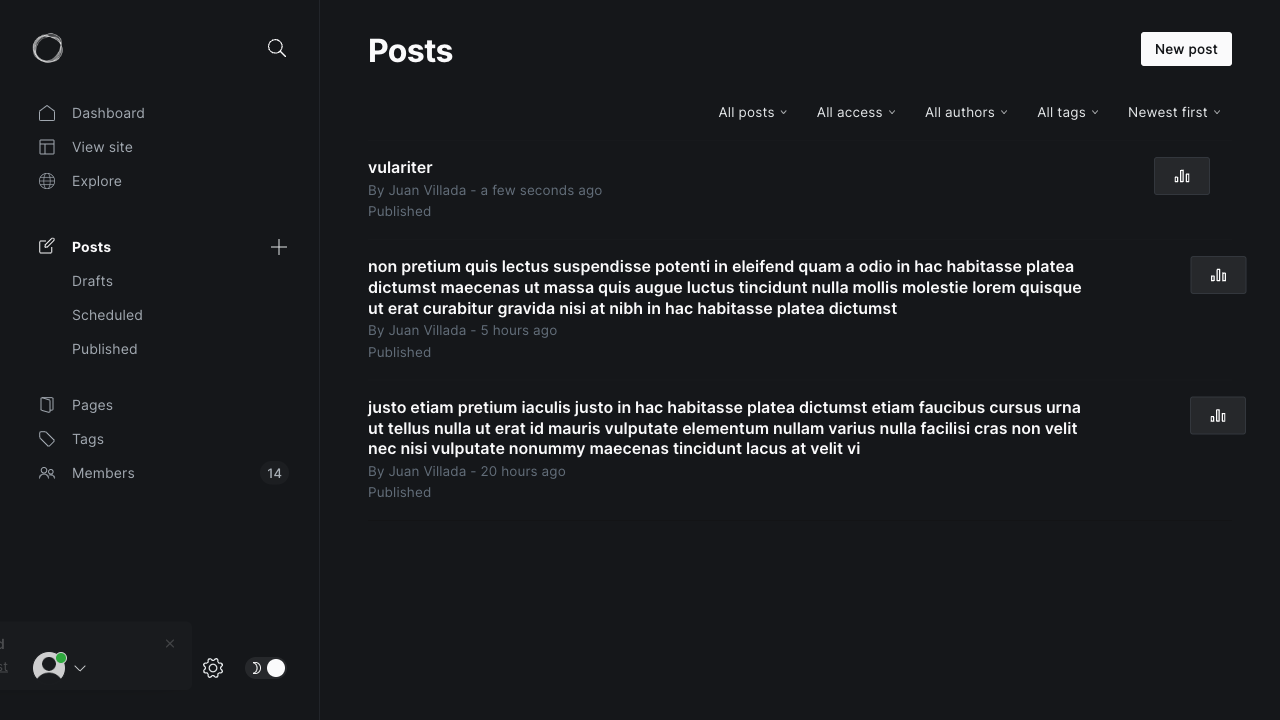 Posts
New post
Dashboard
View site
Explore
Posts
Drafts
Scheduled
Published
Pages
Tags
Members
14
All posts
All access
All authors
All tags
Newest first
vulariter
By Juan Villada - a few seconds ago
Published
non pretium quis lectus suspendisse potenti in eleifend quam a odio in hac habitasse platea
dictumst maecenas ut massa quis augue luctus tincidunt nulla mollis molestie lorem quisque
ut erat curabitur gravida nisi at nibh in hac habitasse platea dictumst
By Juan Villada - 5 hours ago
Published
justo etiam pretium iaculis justo in hac habitasse platea dictumst etiam faucibus cursus urna
ut tellus nulla ut erat id mauris vulputate elementum nullam varius nulla facilisi cras non velit
nec nisi vulputate nonummy maecenas tincidunt lacus at velit vi
By Juan Villada - 20 hours ago
Published